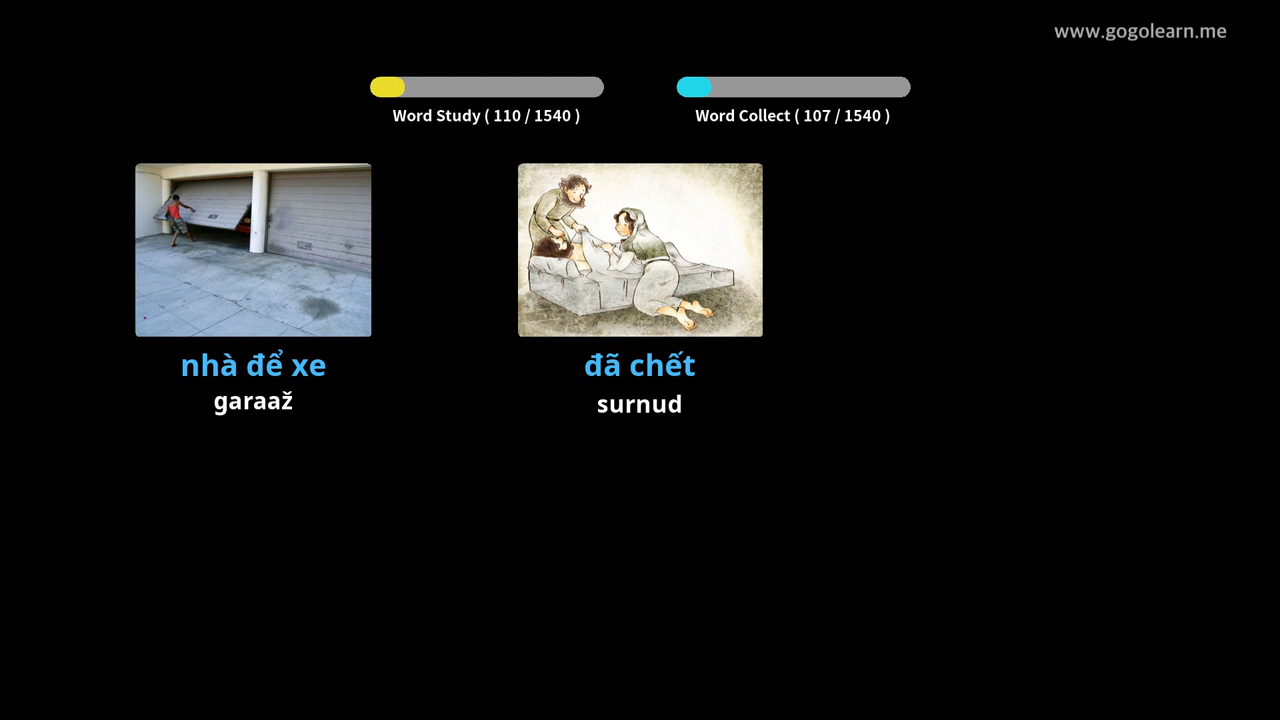 www.gogolearn.me
Word Study ( 110 / 1540 )
Word Collect ( 107 / 1540 )
nhà để xe
garaaž
đã chết
surnud